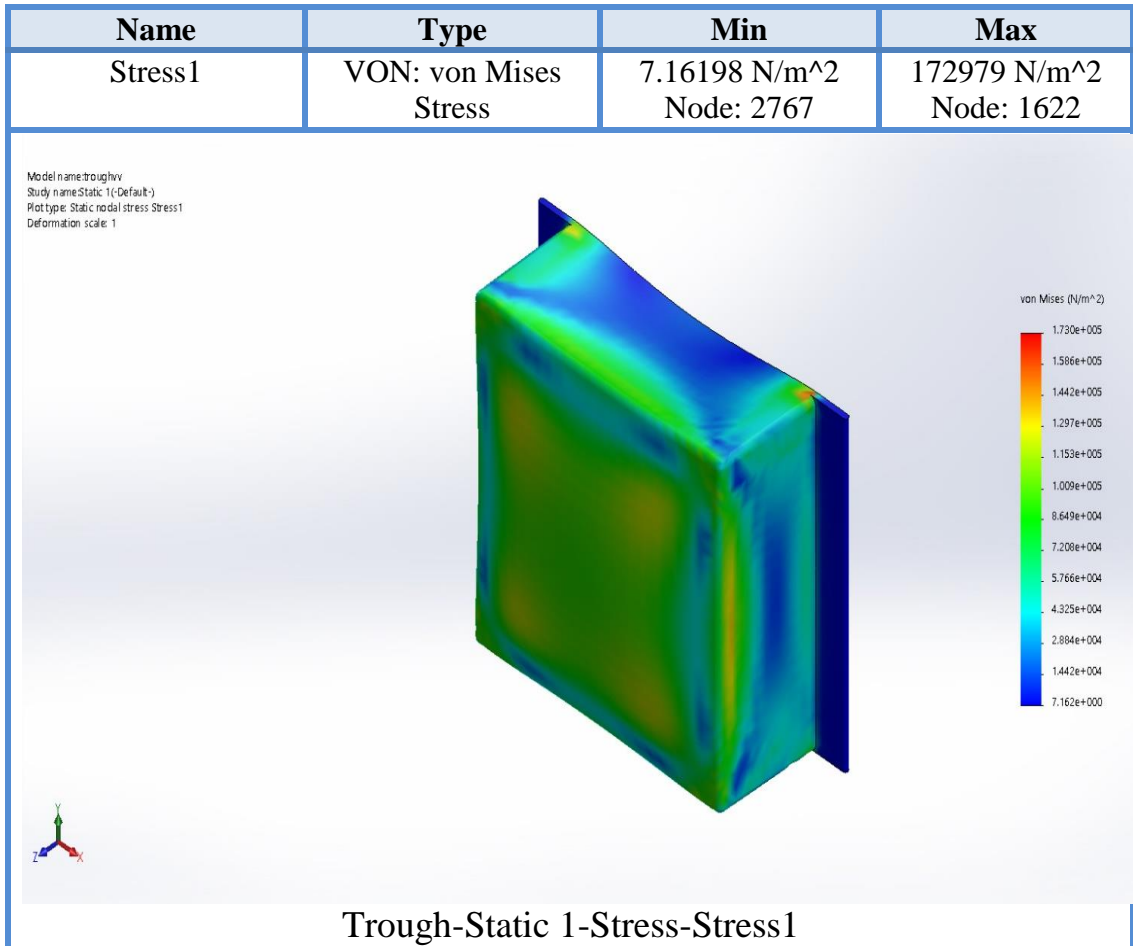 Name Type Min Max
Stress1 VON: von Mises 7.16198 N/m^2 172979 N/m^2
Stress Node: 2767 Node: 1622
Model name:troughvv
Study name:Static 1(-Default-)
Plot type: Static nodal stress Stress1
Deformation scale: 1
von Mises (N/m^2)
1.730e+005
1.586e+005
1.442e+005
1.297e+005
1.153e+005
1.009e+005
8.649e+004
7.208e+004
5.766e+004
4.325e+004
2.884e+004
1.442e+004
7.162e+000
Y
Z X
Trough-Static 1-Stress-Stress1